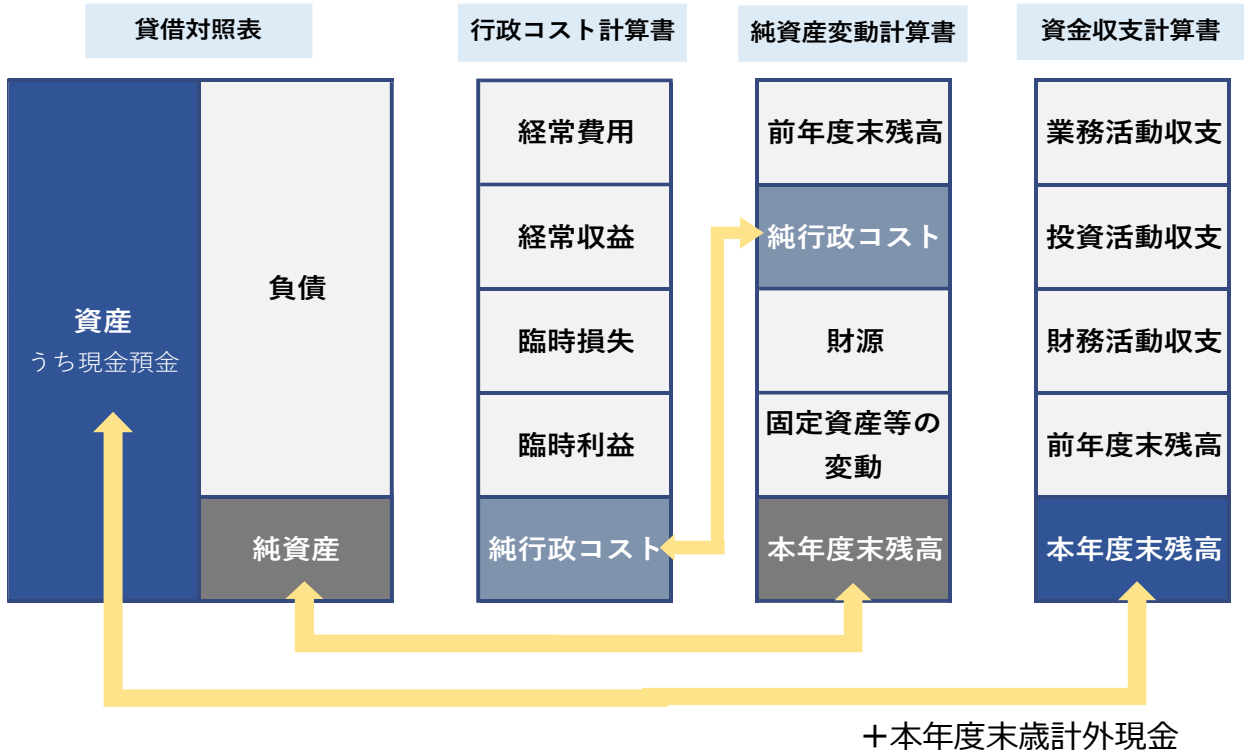 貸借対照表
行政コスト計算書
純資産変動計算書
資金収支計算書
資産
うち現金預金
負債
純資産
経常費用
経常収益
臨時損失
臨時利益
純行政コスト
前年度末残高
純行政コスト
財源
固定資産等の
変動
本年度末残高
業務活動収支
投資活動収支
財務活動収支
前年度末残高
本年度末残高
＋本年度末歳計外現金